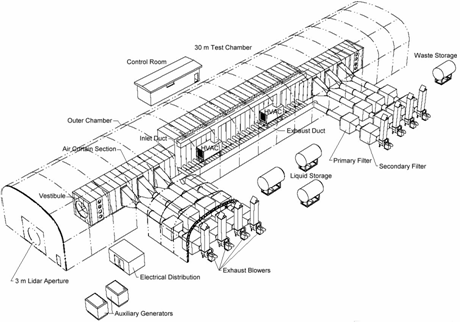 30 m Test Chamber
Waste Storage
Control Room
Outer Chamber
HVAC
Inlet Duct
Exhaust Duct
HVAC
Air Curtain Section
Primary Filter
Secondary Filter
Liquid Storage
Vestibule
3 m Lidar Aperture
Electrical Distribution
Exhaust Blowers
Auxiliary Generators